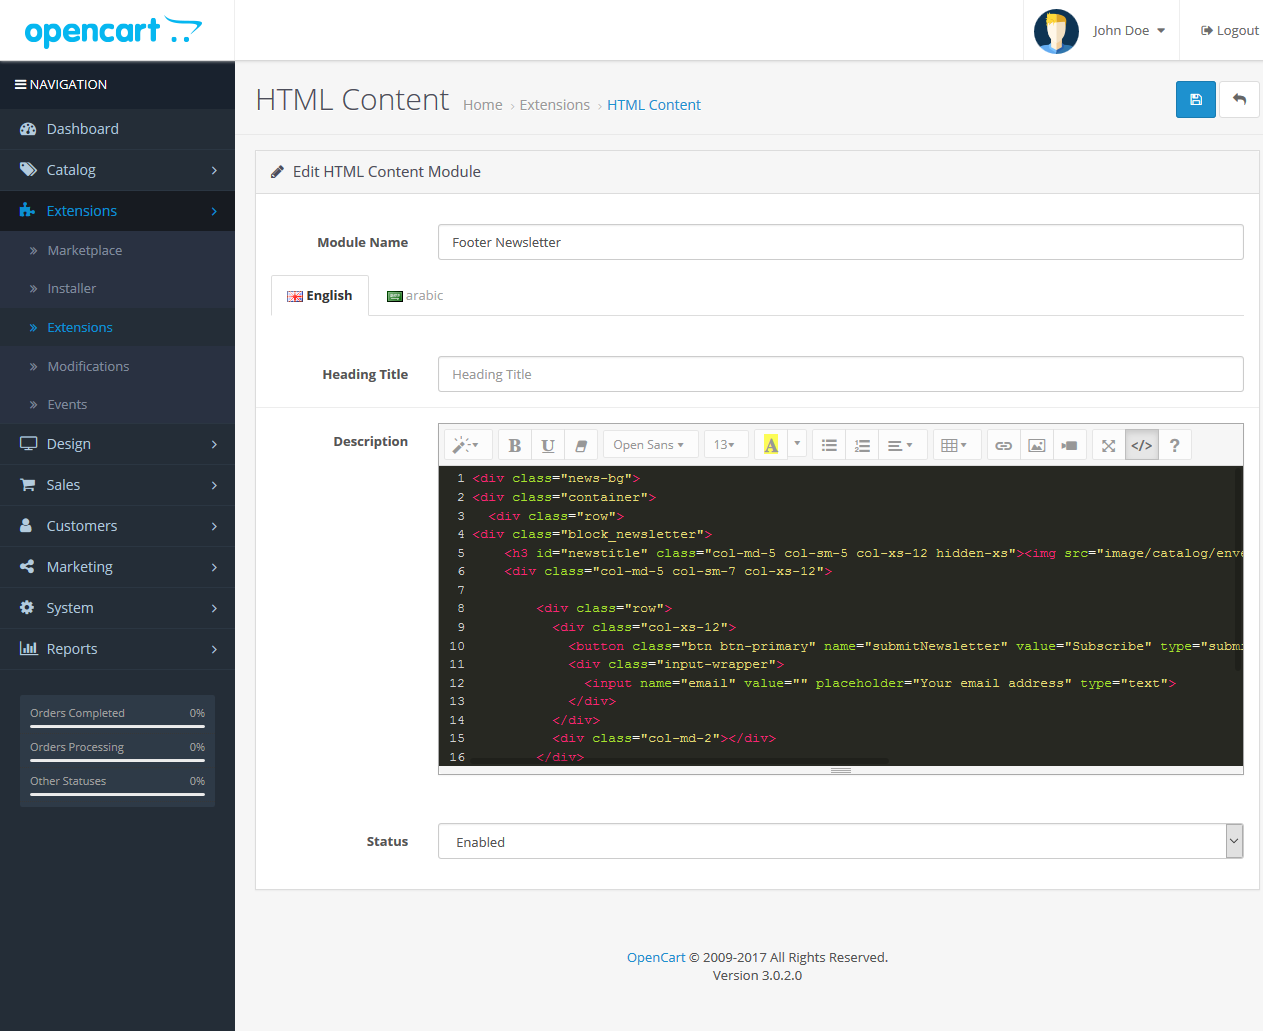 opencart
John Doe
Logout
NAVIGATION
Dashboard
Catalog
Extensions
Marketplace
Installer
Extensions
Modifications
Events
Design
Sales
Customers
Marketing
System
Reports
Orders Completed 0%
Orders Processing 0%
Other Statuses 0%
HTML Content Home › Extensions › HTML Content
Edit HTML Content Module
Module Name Footer Newsletter
English arabic
Heading Title Heading Title
Description
B U Open Sans 13 A </> ?
1 <div class="news-bg">
2 <div class="container">
3   <div class="row">
4 <div class="block_newsletter">
5     <h3 id="newstitle" class="col-md-5 col-sm-5 col-xs-12 hidden-xs"><img src="image/catalog/enve
6     <div class="col-md-5 col-sm-7 col-xs-12">
7
8         <div class="row">
9           <div class="col-xs-12">
10             <button class="btn btn-primary" name="submitNewsletter" value="Subscribe" type="subm
11             <div class="input-wrapper">
12               <input name="email" value="" placeholder="Your email address" type="text">
13             </div>
14           </div>
15           <div class="col-md-2"></div>
16         </div>
Status Enabled
OpenCart © 2009-2017 All Rights Reserved.
Version 3.0.2.0